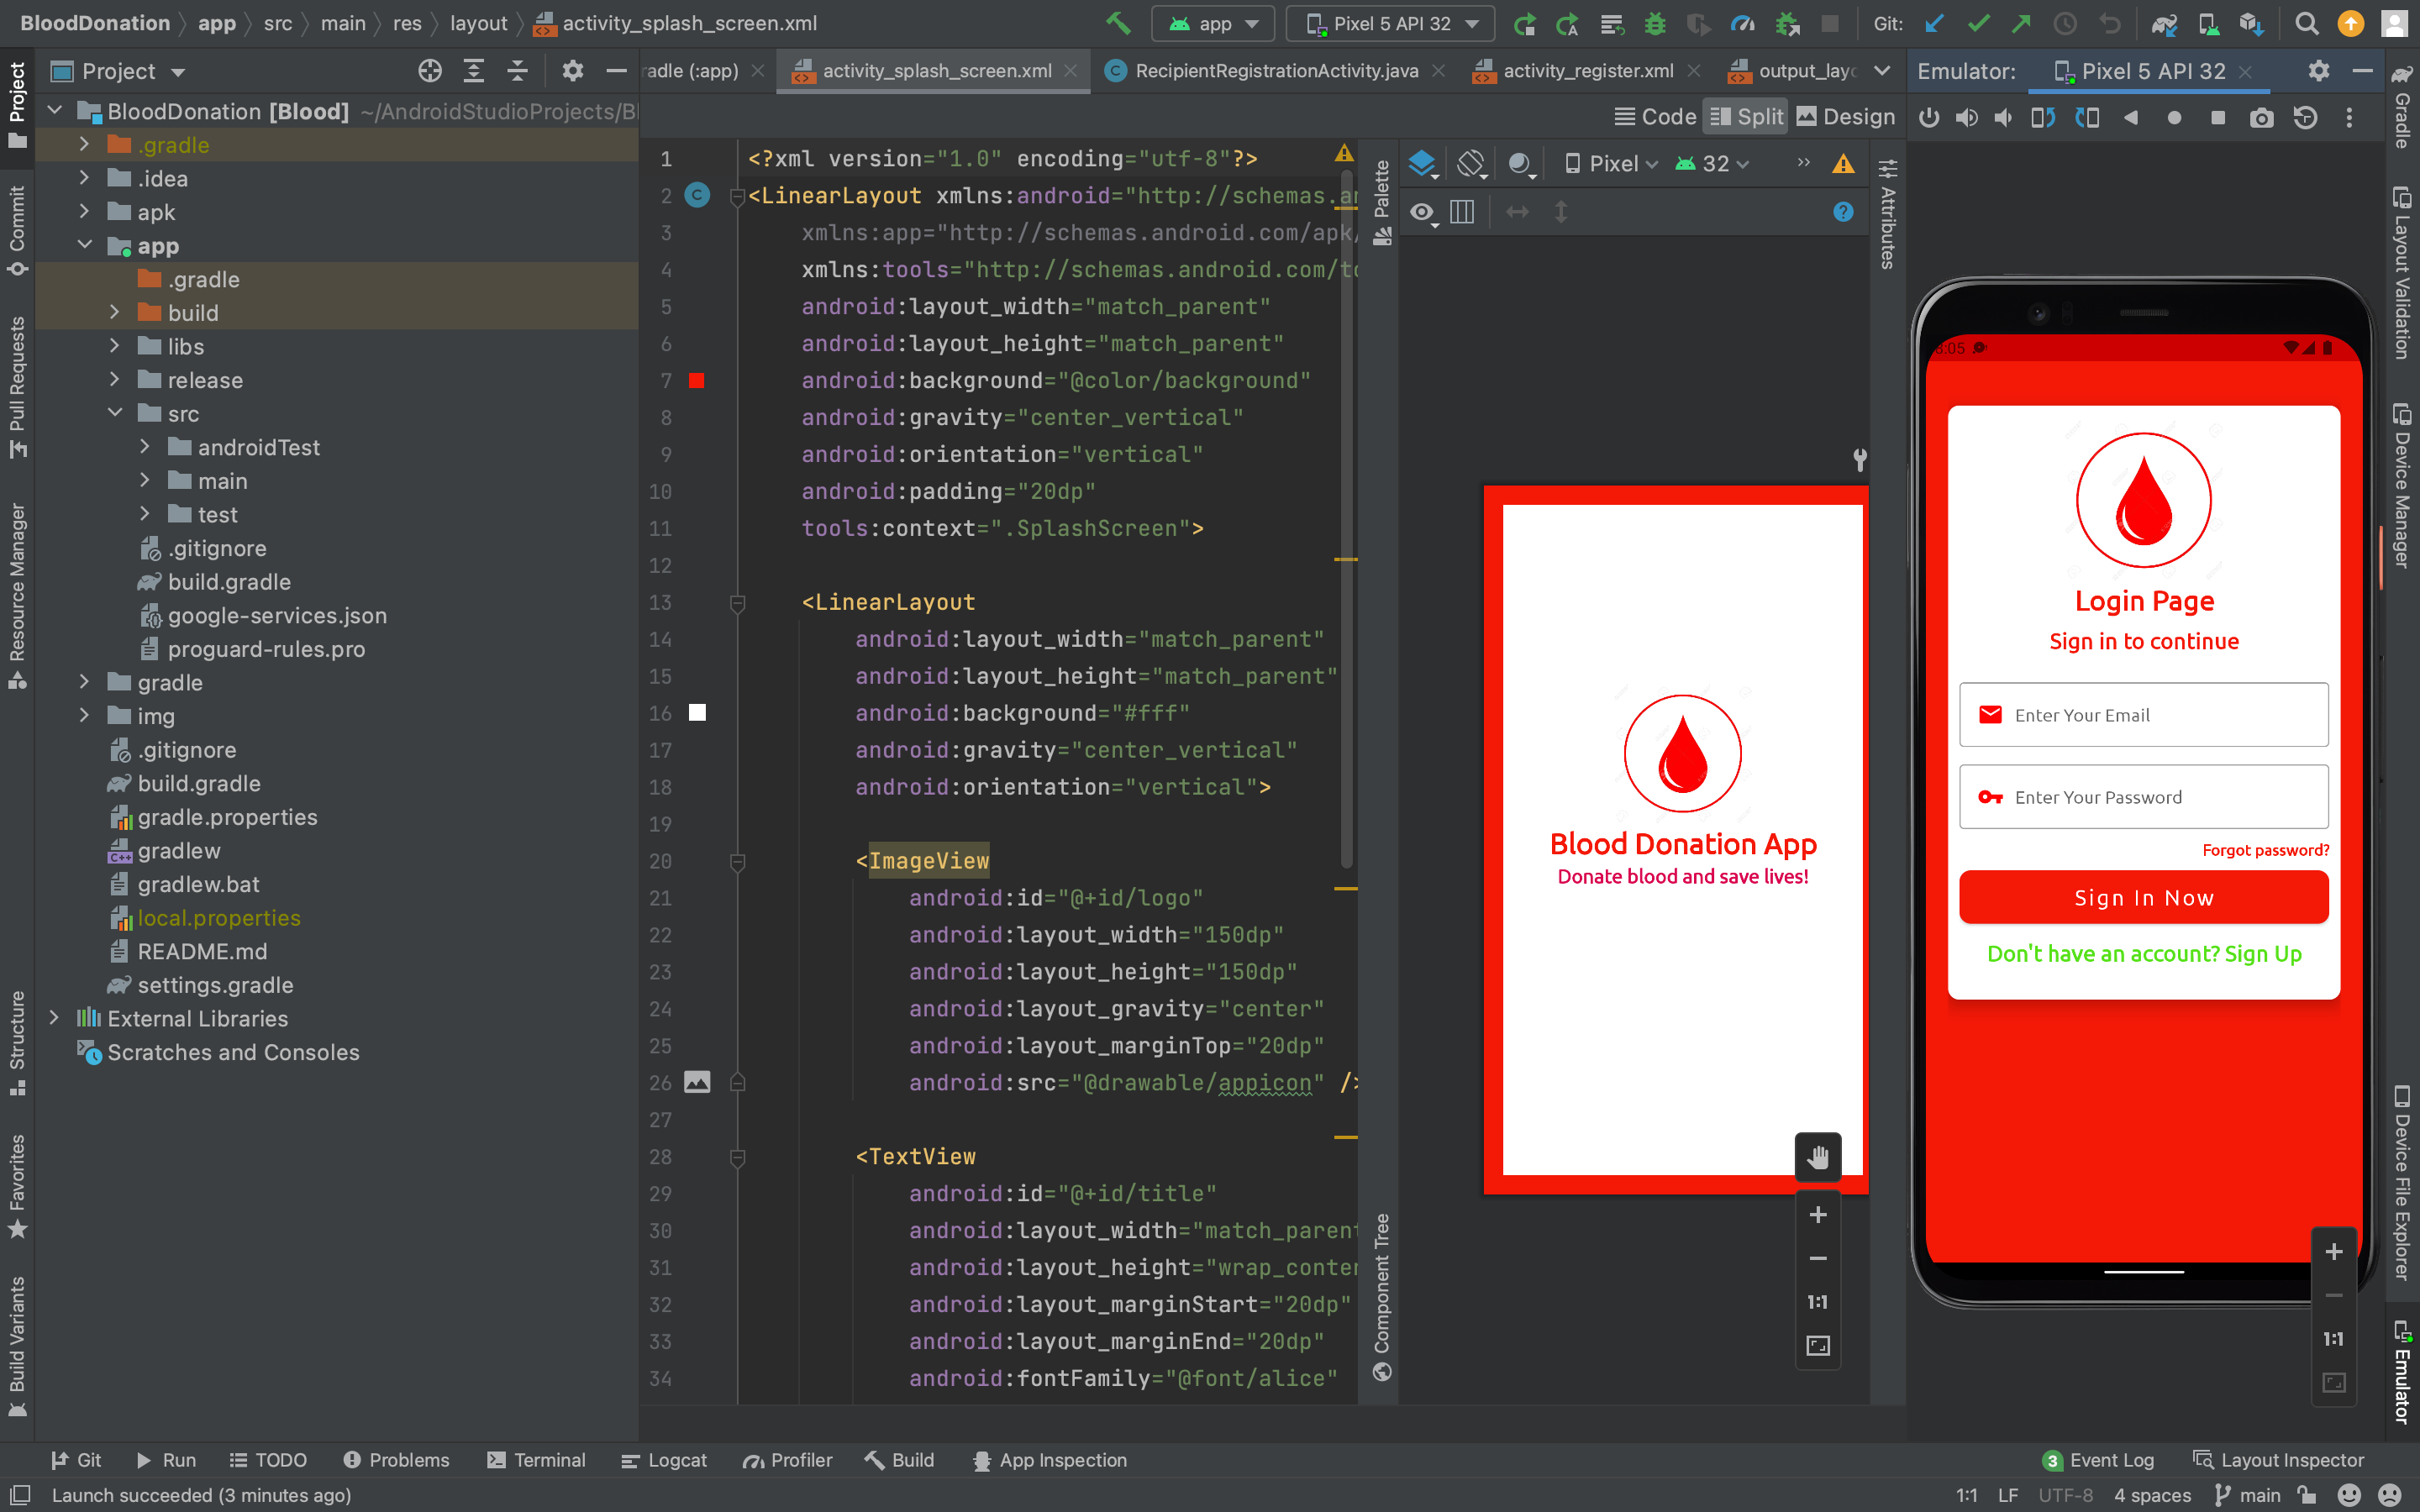 BloodDonation app src main res layout activity_splash_screen.xml
app Pixel 5 API 32 Git:
Project
radle (:app) activity_splash_screen.xml RecipientRegistrationActivity.java activity_register.xml output_layo
Emulator: Pixel 5 API 32
Code Split Design
Project
Commit
Pull Requests
Resource Manager
Structure
Favorites
Build Variants
BloodDonation [Blood] ~/AndroidStudioProjects/Bl
.gradle
.idea
apk
app
.gradle
build
libs
release
src
androidTest
main
test
.gitignore
build.gradle
google-services.json
proguard-rules.pro
gradle
img
.gitignore
build.gradle
gradle.properties
gradlew
gradlew.bat
local.properties
README.md
settings.gradle
External Libraries
Scratches and Consoles
1 <?xml version="1.0" encoding="utf-8"?>
2 <LinearLayout xmlns:android="http://schemas.an
3 xmlns:app="http://schemas.android.com/apk/
4 xmlns:tools="http://schemas.android.com/to
5 android:layout_width="match_parent"
6 android:layout_height="match_parent"
7 android:background="@color/background"
8 android:gravity="center_vertical"
9 android:orientation="vertical"
10 android:padding="20dp"
11 tools:context=".SplashScreen">
12
13 <LinearLayout
14 android:layout_width="match_parent"
15 android:layout_height="match_parent"
16 android:background="#fff"
17 android:gravity="center_vertical"
18 android:orientation="vertical">
19
20 <ImageView
21 android:id="@+id/logo"
22 android:layout_width="150dp"
23 android:layout_height="150dp"
24 android:layout_gravity="center"
25 android:layout_marginTop="20dp"
26 android:src="@drawable/appicon" />
27
28 <TextView
29 android:id="@+id/title"
30 android:layout_width="match_parent
31 android:layout_height="wrap_conten
32 android:layout_marginStart="20dp"
33 android:layout_marginEnd="20dp"
34 android:fontFamily="@font/alice"
Palette
Component Tree
Pixel 32
Attributes
Blood Donation App
Donate blood and save lives!
1:1
Login Page
Sign in to continue
Enter Your Email
Enter Your Password
Forgot password?
Sign In Now
Don't have an account? Sign Up
1:1
Gradle
Layout Validation
Device Manager
Device File Explorer
Emulator
Git Run TODO Problems Terminal Logcat Profiler Build App Inspection
3 Event Log Layout Inspector
Launch succeeded (3 minutes ago)
1:1 LF UTF-8 4 spaces main